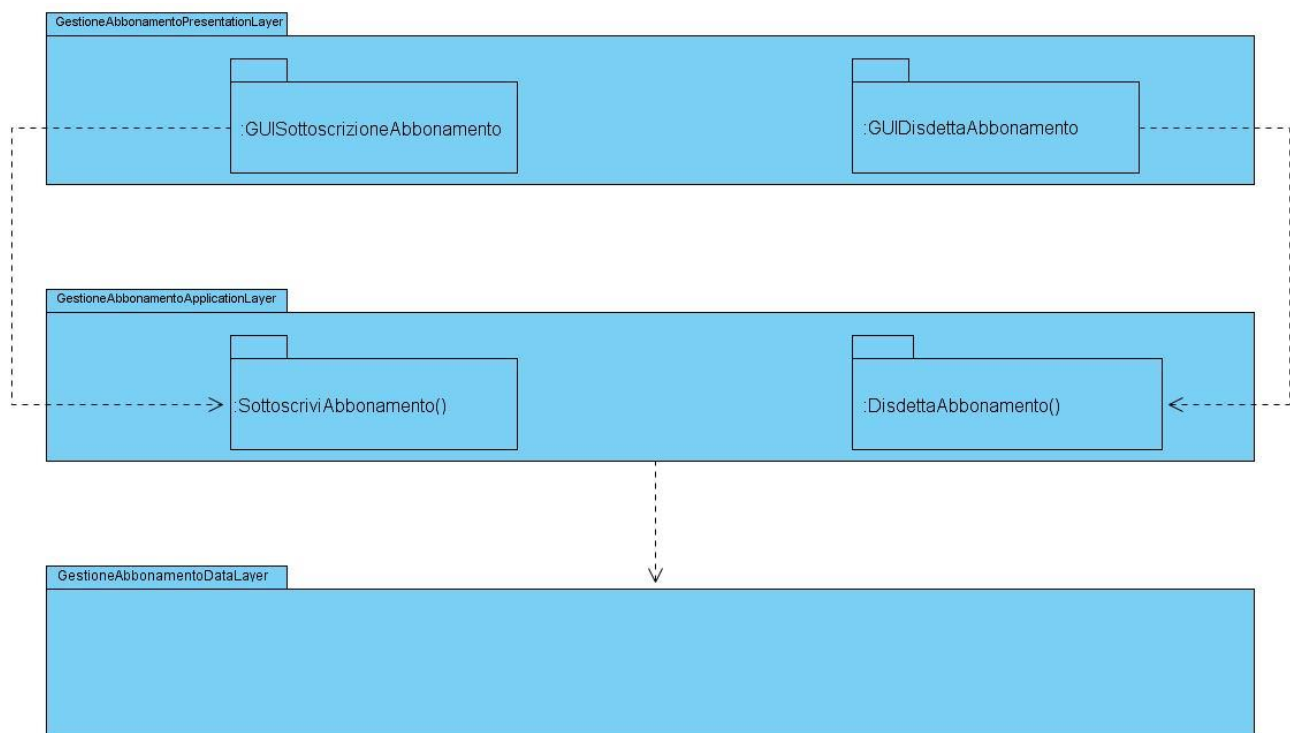 GestioneAbbonamentoPresentationLayer
:GUISottoscrizioneAbbonamento
:GUIDisdettaAbbonamento
GestioneAbbonamentoApplicationLayer
:SottoscriviAbbonamento()
:DisdettaAbbonamento()
GestioneAbbonamentoDataLayer